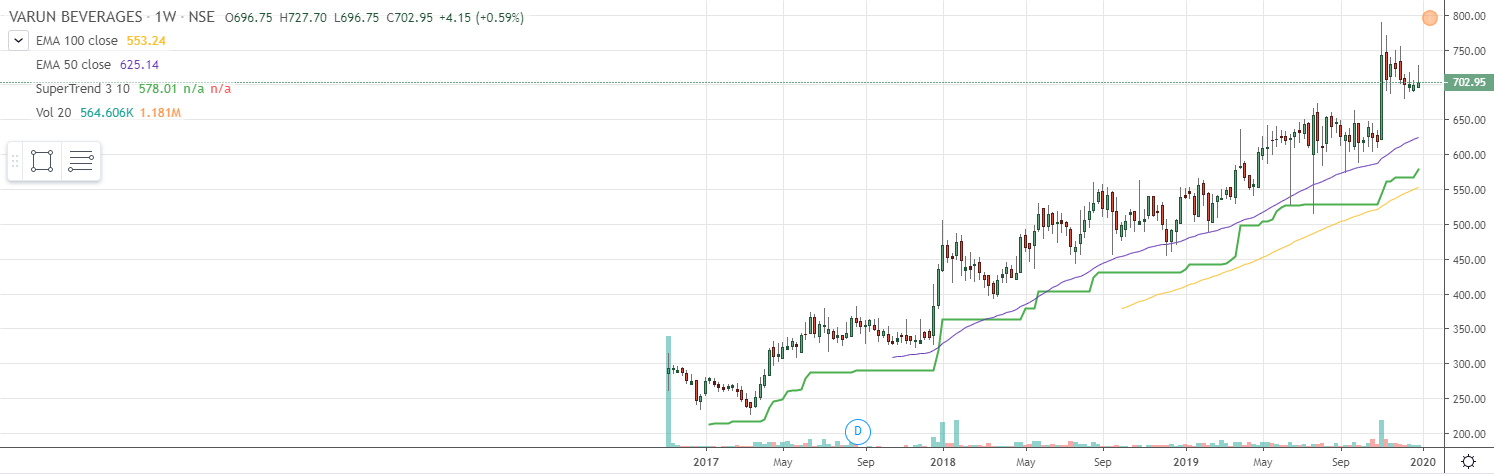 VARUN BEVERAGES · 1W · NSE O696.75 H727.70 L696.75 C702.95 +4.15 (+0.59%)
EMA 100 close 553.24
EMA 50 close 625.14
SuperTrend 3 10 578.01 n/a n/a
Vol 20 564.606K 1.181M
800.00
750.00
702.95
650.00
600.00
550.00
500.00
450.00
400.00
350.00
300.00
250.00
200.00
D
2017 May Sep 2018 May Sep 2019 May Sep 2020